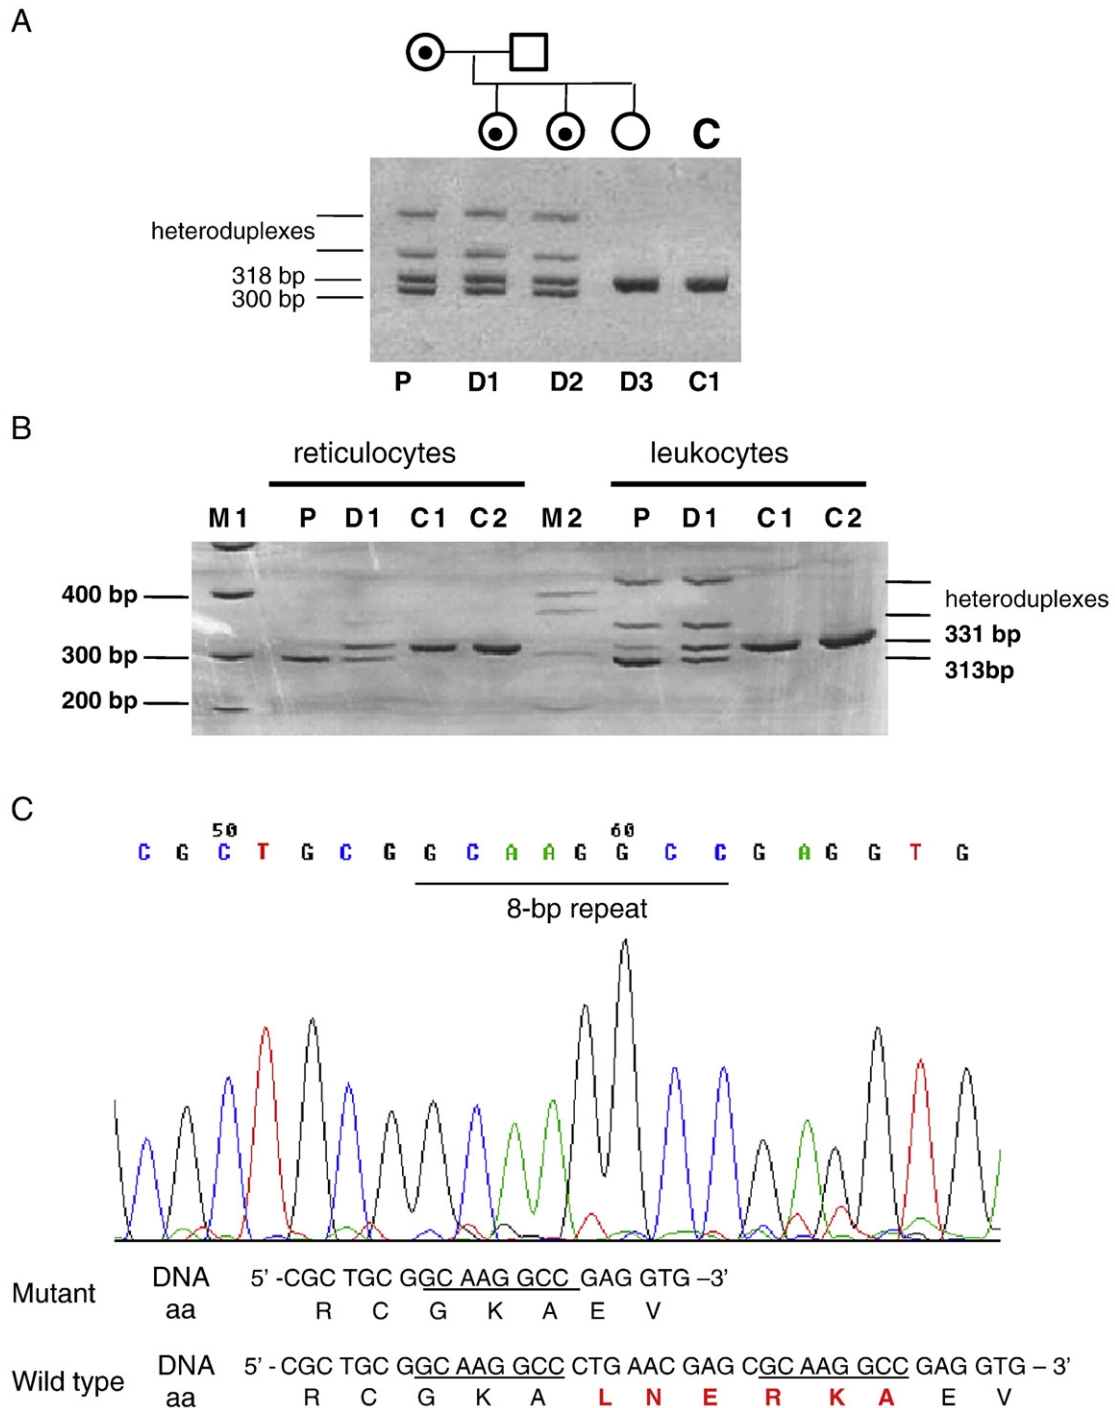 A
C
heteroduplexes
318 bp
300 bp
P D1 D2 D3 C1
B
reticulocytes leukocytes
M1 P D1 C1 C2 M2 P D1 C1 C2
400 bp
300 bp
200 bp
heteroduplexes
331 bp
313bp
C
50 60
C G C T G C G G C A A G G C C G A G G T G
8-bp repeat
Mutant
DNA 5' -CGC TGC GGC AAG GCC GAG GTG –3'
aa R C G K A E V
Wild type
DNA 5' - CGC TGC GGC AAG GCC CTG AAC GAG CGC AAG GCC GAG GTG – 3'
aa R C G K A L N E R K A E V